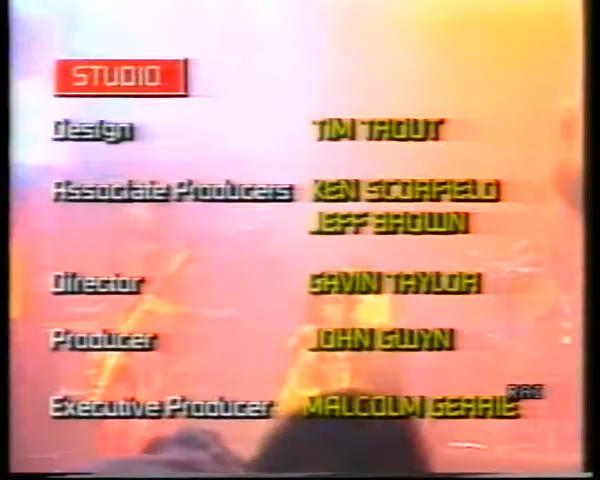 STUDIO
Design TIM TROUT
Associate Producers KEN SCORFIELD
JEFF BROWN
Director GAVIN TAYLOR
Producer JOHN GWYN
Executive Producer MALCOLM GERRIE